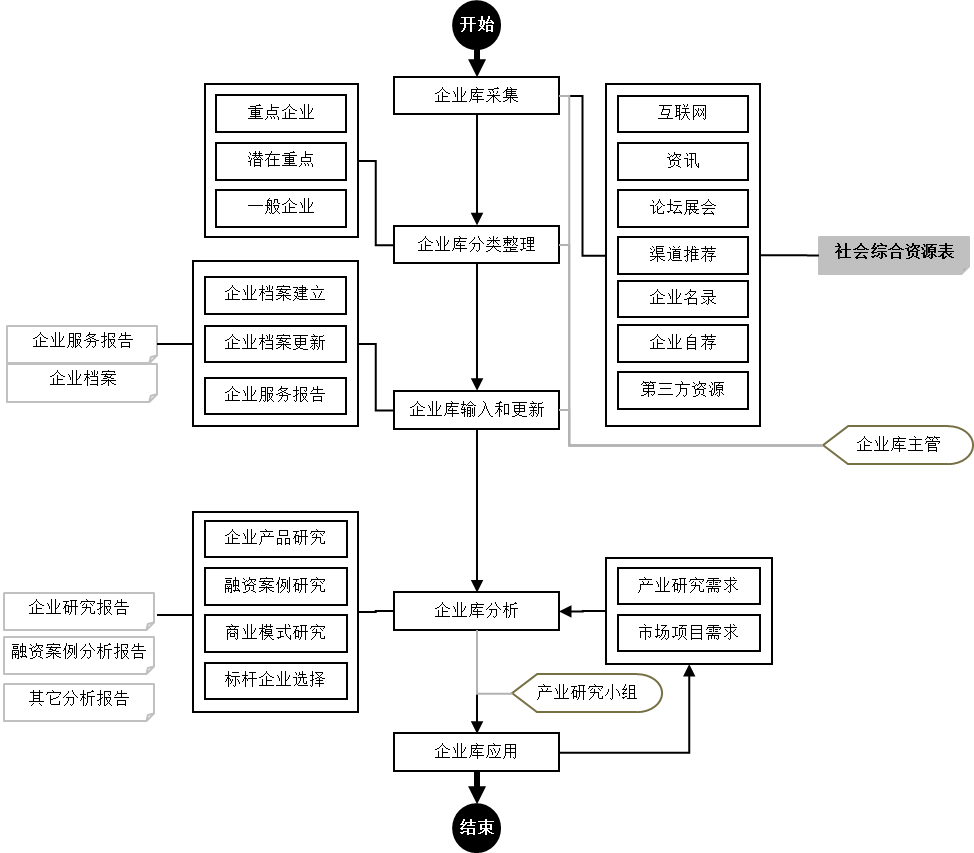 开始
企业库采集
重点企业
潜在重点
一般企业
互联网
资讯
论坛展会
渠道推荐
企业名录
企业自荐
第三方资源
社会综合资源表
企业库分类整理
企业档案建立
企业档案更新
企业服务报告
企业服务报告
企业档案
企业库输入和更新
企业库主管
企业产品研究
融资案例研究
商业模式研究
标杆企业选择
企业研究报告
融资案例分析报告
其它分析报告
企业库分析
产业研究需求
市场项目需求
产业研究小组
企业库应用
结束